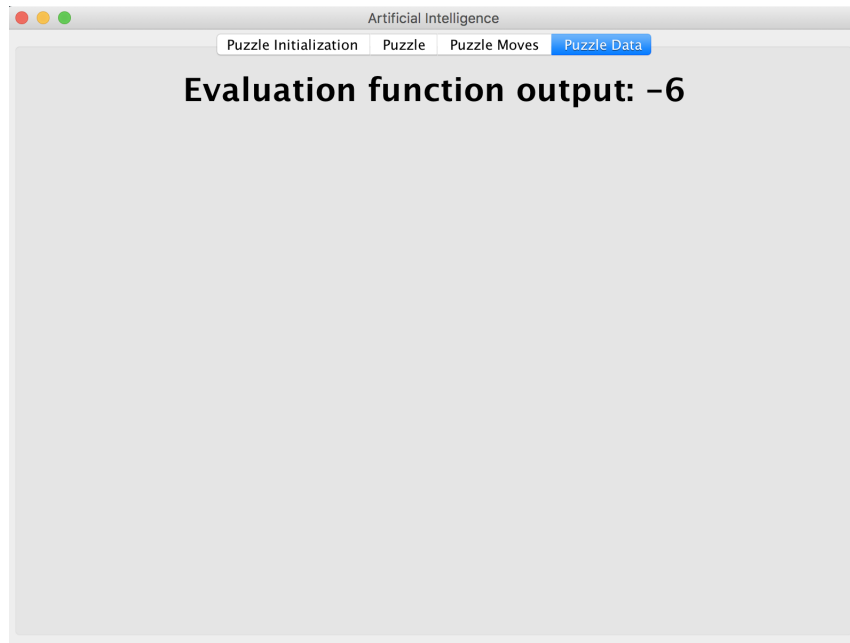 Artificial Intelligence
Puzzle Initialization Puzzle Puzzle Moves Puzzle Data
Evaluation function output: -6